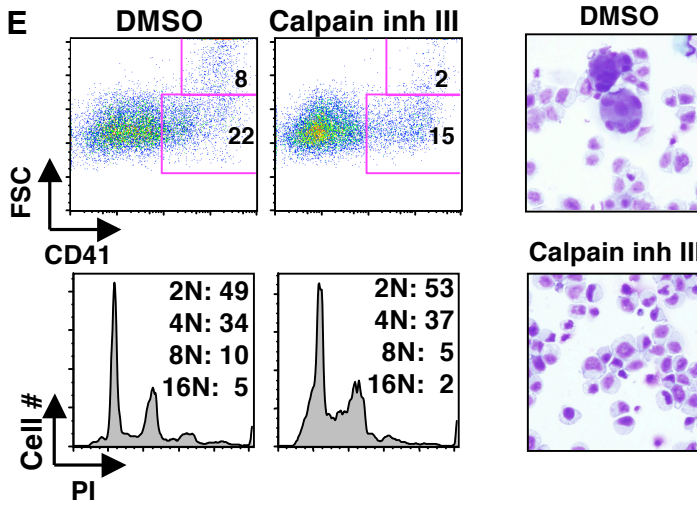 E
DMSO
Calpain inh III
DMSO
8
22
2
15
FSC
CD41
Calpain inh III
2N: 49
4N: 34
8N: 10
16N: 5
2N: 53
4N: 37
8N: 5
16N: 2
Cell #
PI